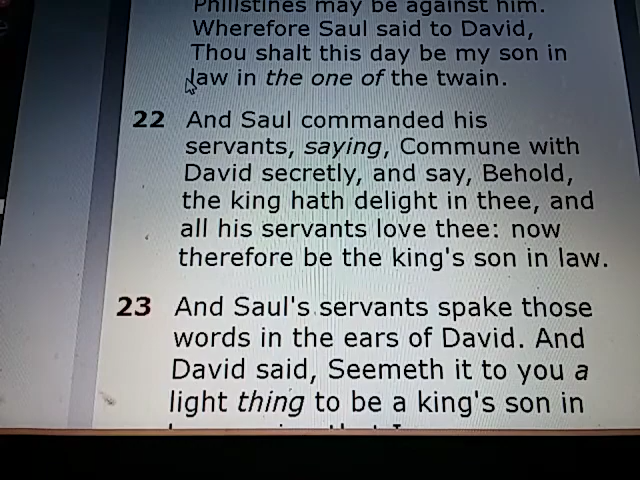 Philistines may be against him.
Wherefore Saul said to David,
Thou shalt this day be my son in
law in the one of the twain.
22 And Saul commanded his
servants, saying, Commune with
David secretly, and say, Behold,
the king hath delight in thee, and
all his servants love thee: now
therefore be the king's son in law.
23 And Saul's servants spake those
words in the ears of David. And
David said, Seemeth it to you a
light thing to be a king's son in